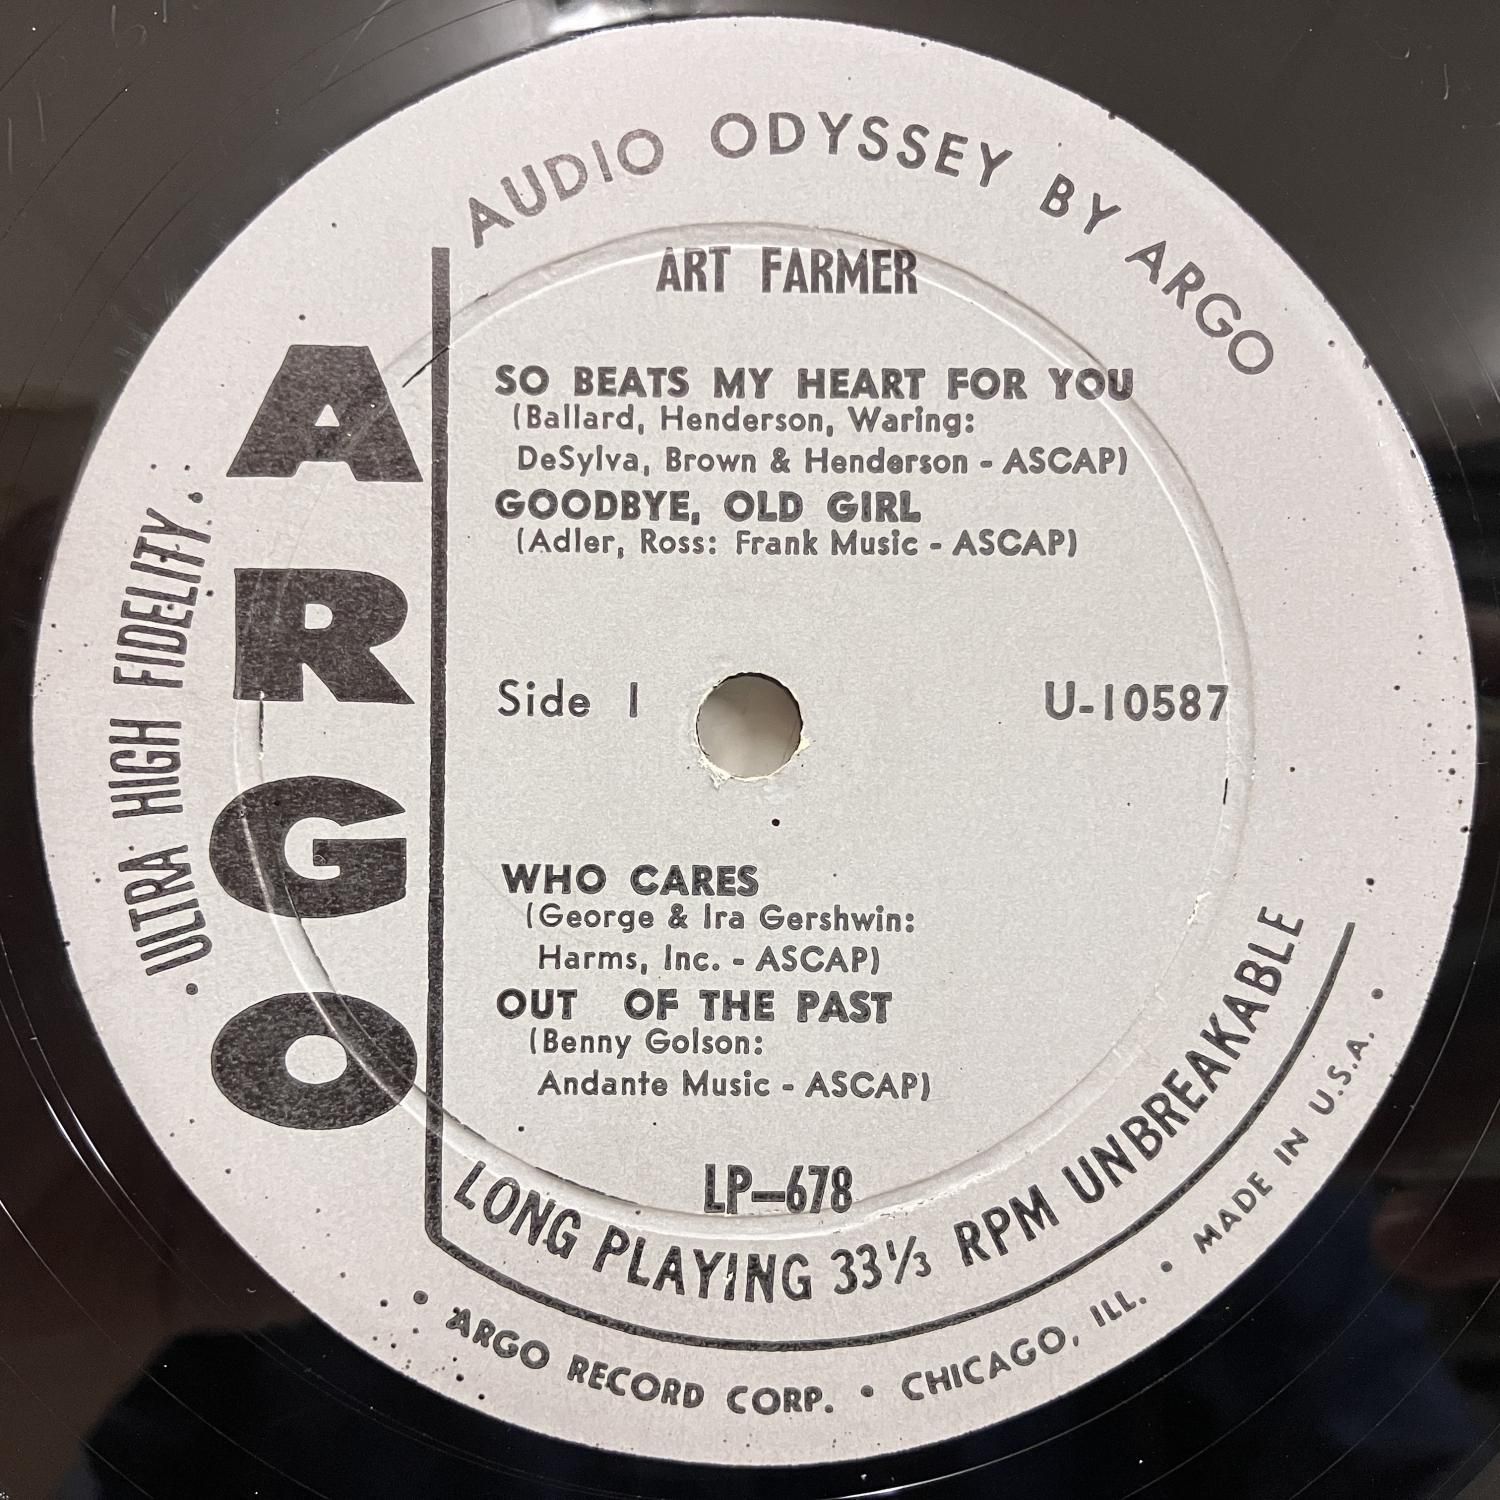 AUDIO ODYSSEY BY ARGO
ART FARMER
SO BEATS MY HEART FOR YOU
(Ballard, Henderson, Waring:
DeSylva, Brown & Henderson - ASCAP)
GOODBYE, OLD GIRL
(Adler, Ross: Frank Music - ASCAP)
ARGO
• ULTRA HIGH FIDELITY •
Side 1
U-10587
WHO CARES
(George & Ira Gershwin:
Harms, Inc. - ASCAP)
OUT OF THE PAST
(Benny Golson:
Andante Music - ASCAP)
LP—678
LONG PLAYING 33⅓ RPM UNBREAKABLE
• ARGO RECORD CORP. • CHICAGO, ILL. • MADE IN U.S.A. •